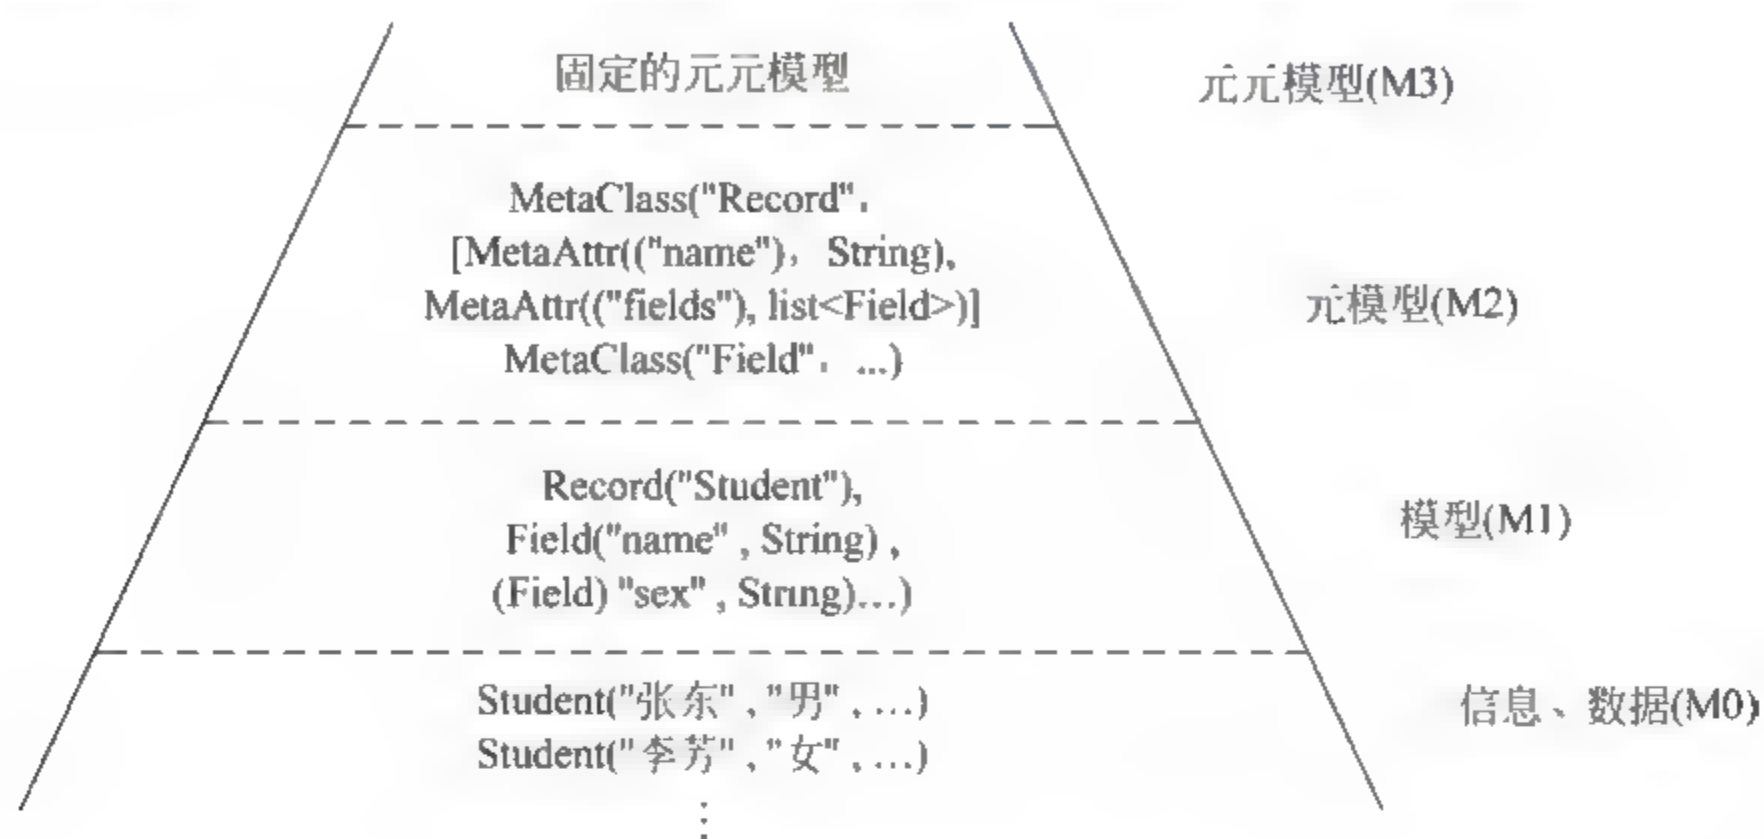 固定的元元模型
元元模型(M3)
MetaClass("Record",
[MetaAttr(("name"), String),
MetaAttr(("fields"), list<Field>)]
MetaClass("Field", ...)
元模型(M2)
Record("Student"),
Field("name" , String) ,
(Field) "sex" , String)...)
模型(M1)
Student("张东" , "男" , ...)
Student("李芳" , "女" , ...)
信息、数据(M0)
⋮